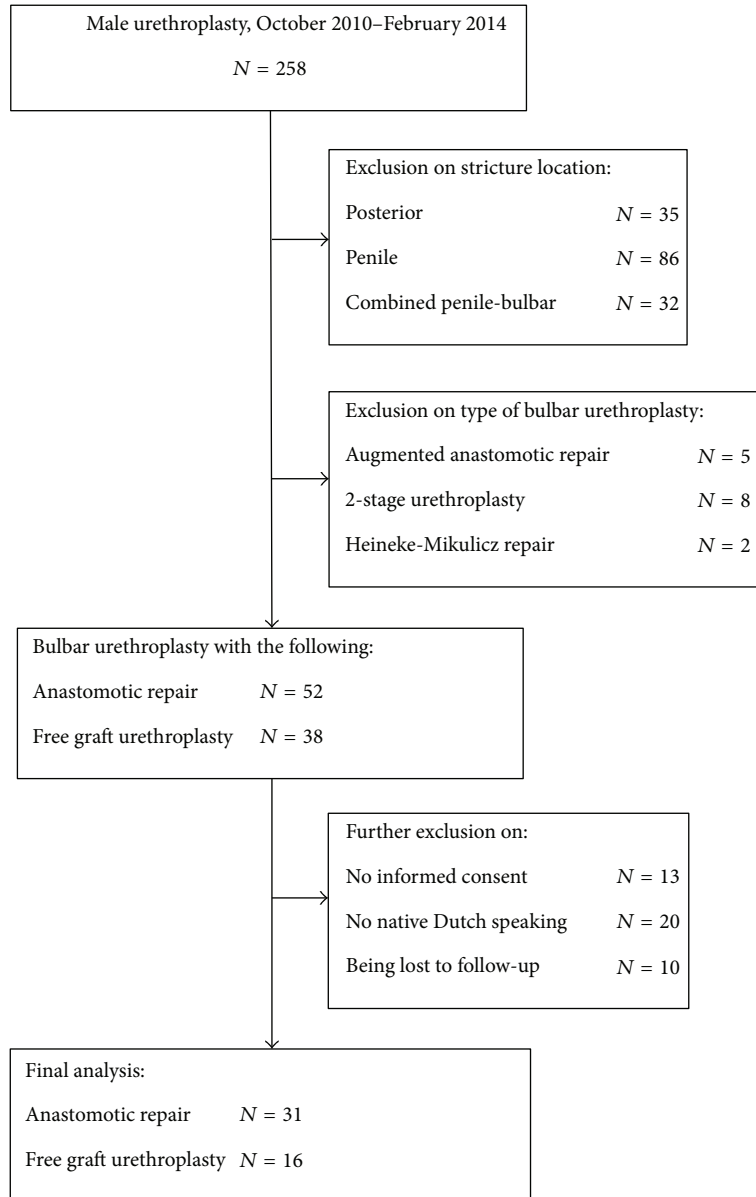 Male urethroplasty, October 2010–February 2014
N = 258
Exclusion on stricture location:
Posterior N = 35
Penile N = 86
Combined penile-bulbar N = 32
Exclusion on type of bulbar urethroplasty:
Augmented anastomotic repair N = 5
2-stage urethroplasty N = 8
Heineke-Mikulicz repair N = 2
Bulbar urethroplasty with the following:
Anastomotic repair N = 52
Free graft urethroplasty N = 38
Further exclusion on:
No informed consent N = 13
No native Dutch speaking N = 20
Being lost to follow-up N = 10
Final analysis:
Anastomotic repair N = 31
Free graft urethroplasty N = 16